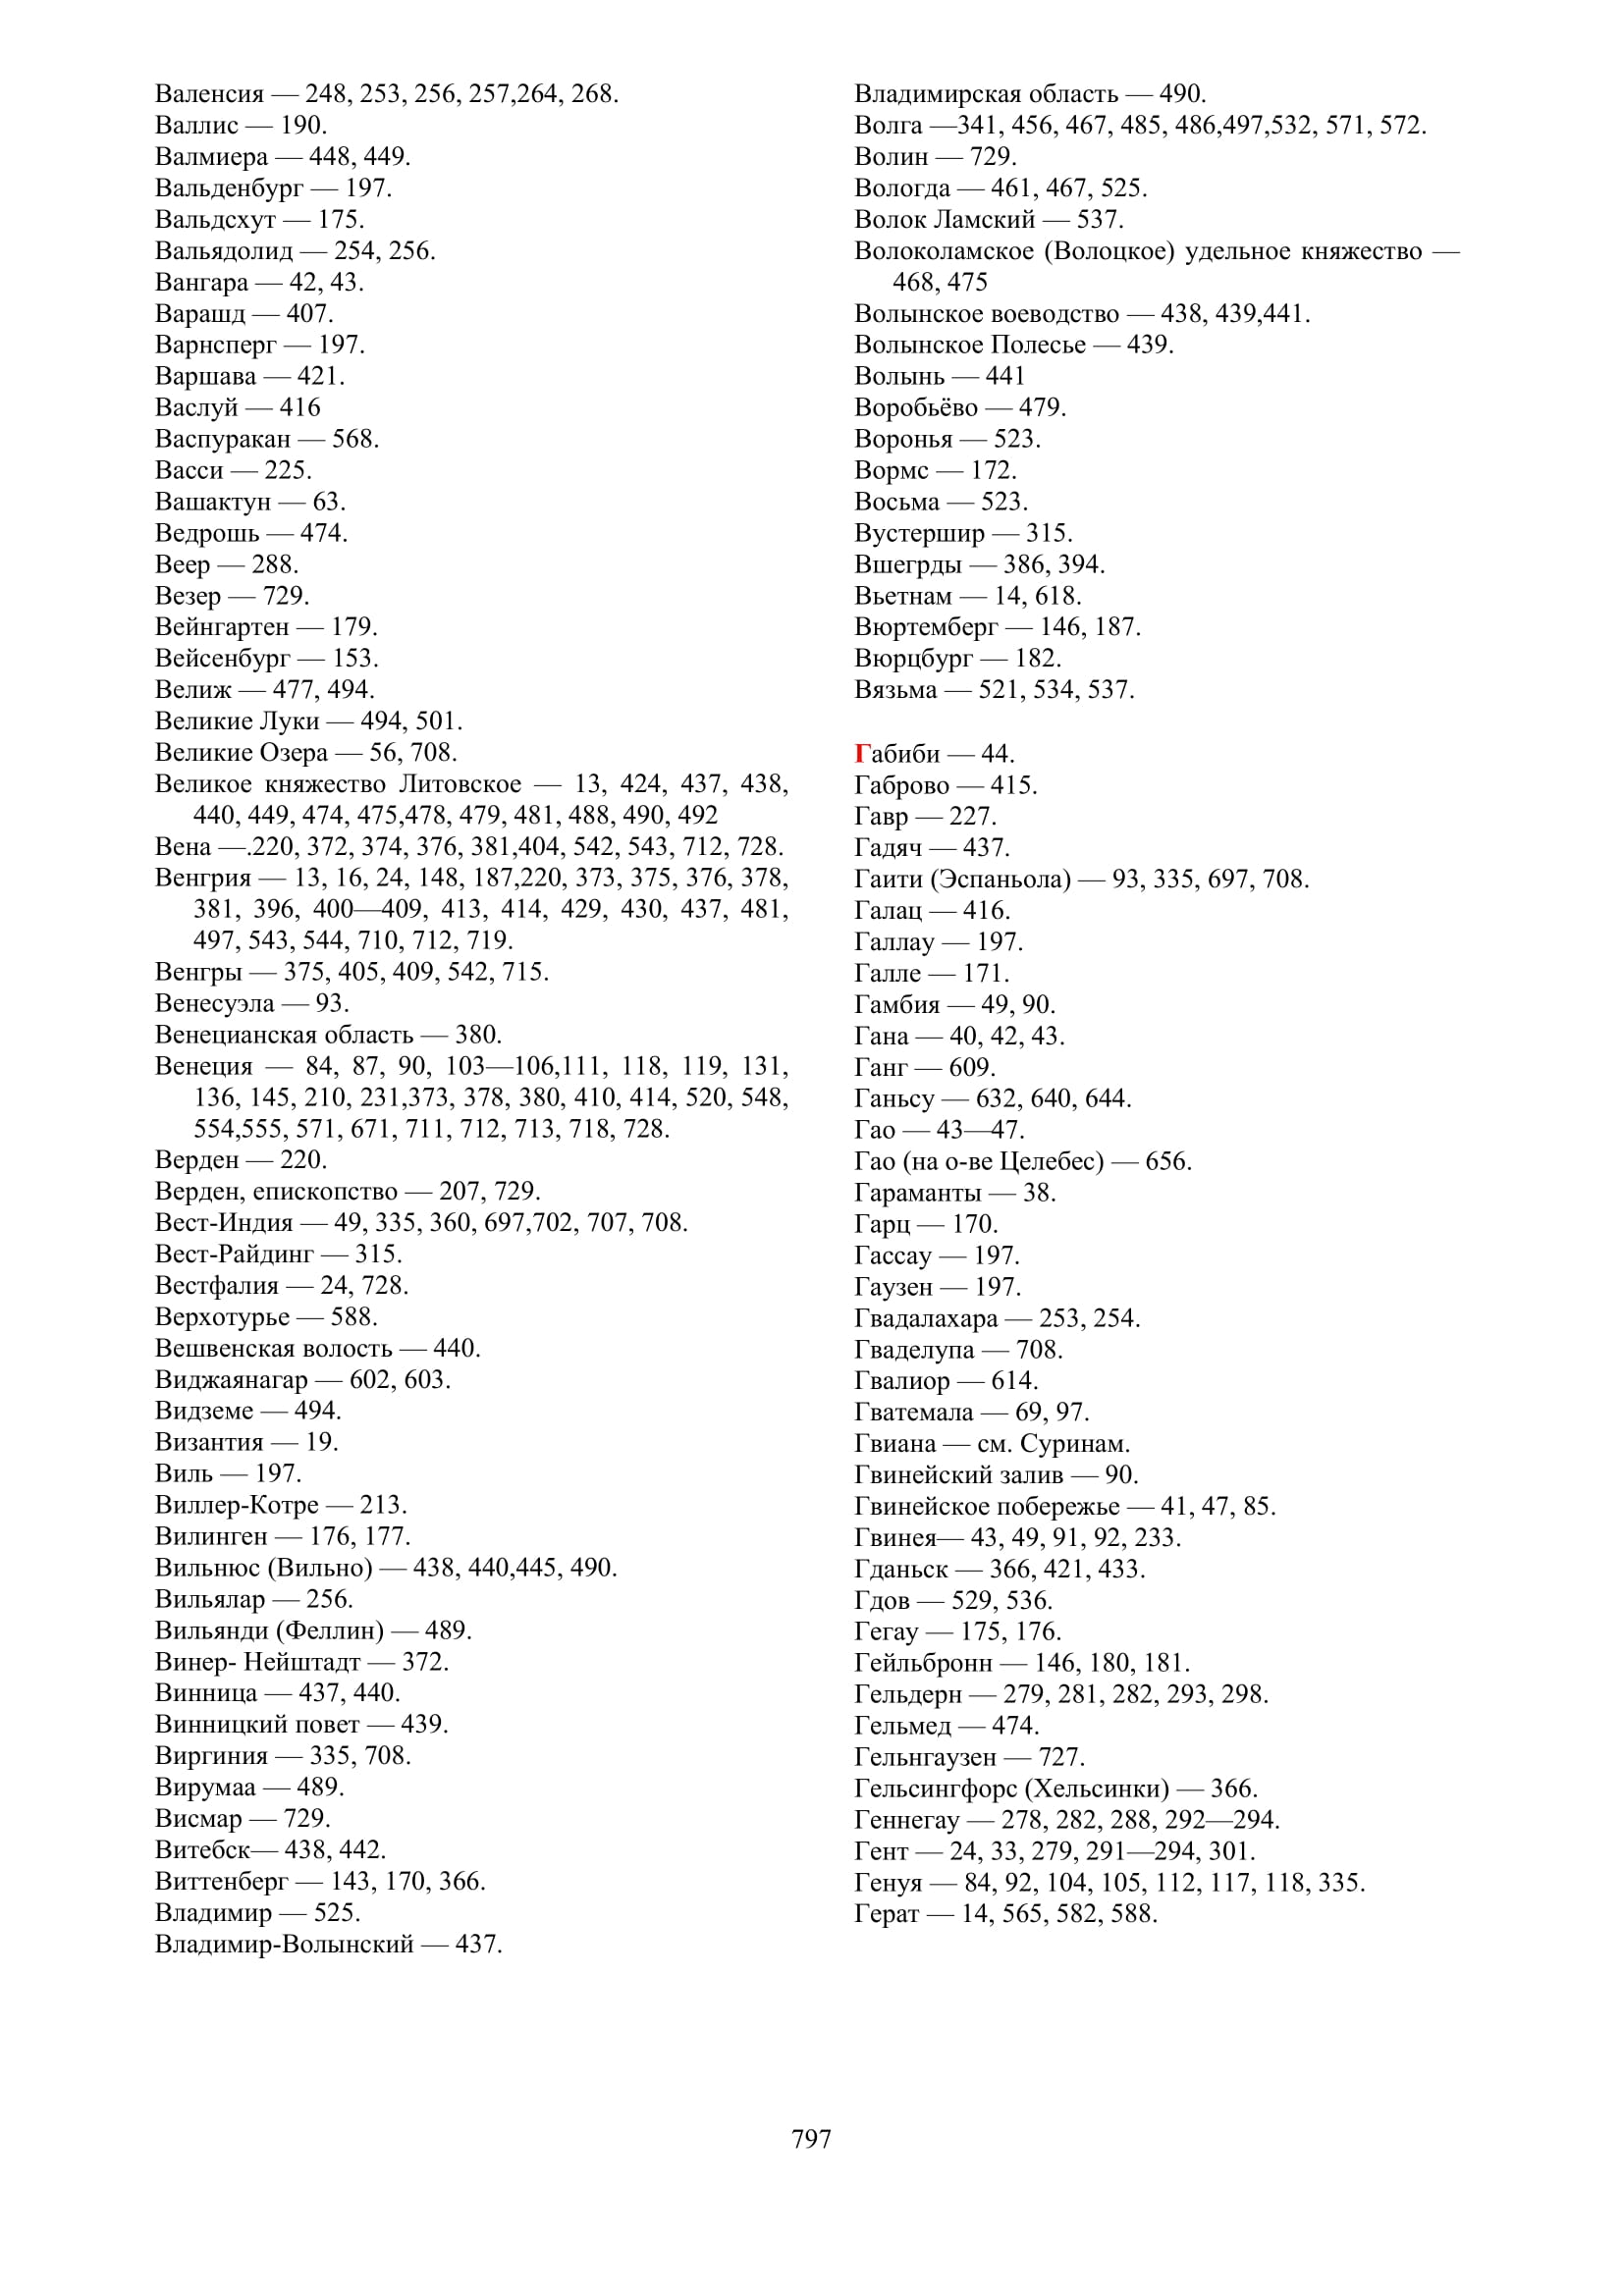 Валенсия — 248, 253, 256, 257,264, 268.
Валлис — 190.
Валмиера — 448, 449.
Вальденбург — 197.
Вальдсхут — 175.
Вальядолид — 254, 256.
Вангара — 42, 43.
Варашд — 407.
Варнсперг — 197.
Варшава — 421.
Васлуй — 416
Васпуракан — 568.
Васси — 225.
Вашактун — 63.
Ведрошь — 474.
Веер — 288.
Везер — 729.
Вейнгартен — 179.
Вейсенбург — 153.
Велиж — 477, 494.
Великие Луки — 494, 501.
Великие Озера — 56, 708.
Великое княжество Литовское — 13, 424, 437, 438,
440, 449, 474, 475,478, 479, 481, 488, 490, 492
Вена —.220, 372, 374, 376, 381,404, 542, 543, 712, 728.
Венгрия — 13, 16, 24, 148, 187,220, 373, 375, 376, 378,
381, 396, 400—409, 413, 414, 429, 430, 437, 481,
497, 543, 544, 710, 712, 719.
Венгры — 375, 405, 409, 542, 715.
Венесуэла — 93.
Венецианская область — 380.
Венеция — 84, 87, 90, 103—106,111, 118, 119, 131,
136, 145, 210, 231,373, 378, 380, 410, 414, 520, 548,
554,555, 571, 671, 711, 712, 713, 718, 728.
Верден — 220.
Верден, епископство — 207, 729.
Вест-Индия — 49, 335, 360, 697,702, 707, 708.
Вест-Райдинг — 315.
Вестфалия — 24, 728.
Верхотурье — 588.
Вешвенская волость — 440.
Виджаянагар — 602, 603.
Видземе — 494.
Византия — 19.
Виль — 197.
Виллер-Котре — 213.
Вилинген — 176, 177.
Вильнюс (Вильно) — 438, 440,445, 490.
Вильялар — 256.
Вильянди (Феллин) — 489.
Винер- Нейштадт — 372.
Винница — 437, 440.
Винницкий повет — 439.
Виргиния — 335, 708.
Вирумаа — 489.
Висмар — 729.
Витебск— 438, 442.
Виттенберг — 143, 170, 366.
Владимир — 525.
Владимир-Волынский — 437.
Владимирская область — 490.
Волга —341, 456, 467, 485, 486,497,532, 571, 572.
Волин — 729.
Вологда — 461, 467, 525.
Волок Ламский — 537.
Волоколамское (Волоцкое) удельное княжество —
468, 475
Волынское воеводство — 438, 439,441.
Волынское Полесье — 439.
Волынь — 441
Воробьёво — 479.
Воронья — 523.
Вормс — 172.
Восьма — 523.
Вустершир — 315.
Вшегрды — 386, 394.
Вьетнам — 14, 618.
Вюртемберг — 146, 187.
Вюрцбург — 182.
Вязьма — 521, 534, 537.
Габиби — 44.
Габрово — 415.
Гавр — 227.
Гадяч — 437.
Гаити (Эспаньола) — 93, 335, 697, 708.
Галац — 416.
Галлау — 197.
Галле — 171.
Гамбия — 49, 90.
Гана — 40, 42, 43.
Ганг — 609.
Ганьсу — 632, 640, 644.
Гао — 43—47.
Гао (на о-ве Целебес) — 656.
Гараманты — 38.
Гарц — 170.
Гассау — 197.
Гаузен — 197.
Гвадалахара — 253, 254.
Гваделупа — 708.
Гвалиор — 614.
Гватемала — 69, 97.
Гвиана — см. Суринам.
Гвинейский залив — 90.
Гвинейское побережье — 41, 47, 85.
Гвинея— 43, 49, 91, 92, 233.
Гданьск — 366, 421, 433.
Гдов — 529, 536.
Гегау — 175, 176.
Гейльбронн — 146, 180, 181.
Гельдерн — 279, 281, 282, 293, 298.
Гельмед — 474.
Гельнгаузен — 727.
Гельсингфорс (Хельсинки) — 366.
Геннегау — 278, 282, 288, 292—294.
Гент — 24, 33, 279, 291—294, 301.
Генуя — 84, 92, 104, 105, 112, 117, 118, 335.
Герат — 14, 565, 582, 588.
797